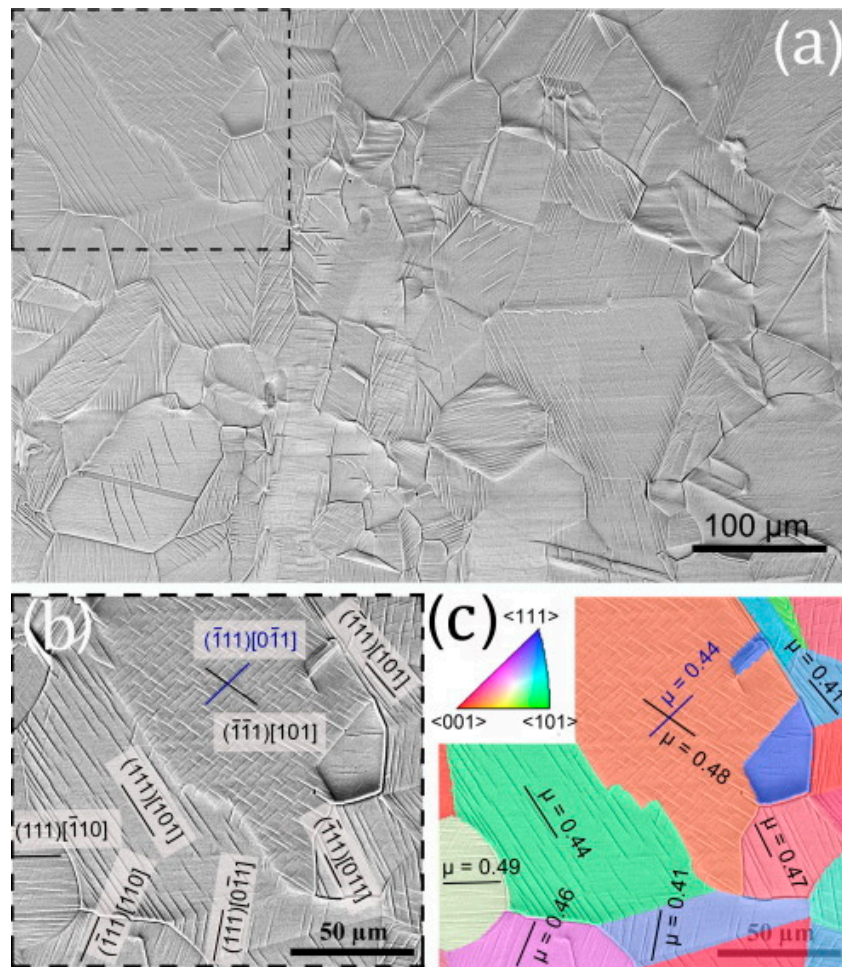 (a)
100 µm
(b)
(1̄11)[01̄1]
(1̄11)[101]
(1̄1̄1)[101]
(1̄11)[101]
(111)[1̄10]
(1̄11)[011]
(1̄11)[110]
(111)[01̄1]
50 µm
(c)
<111>
<001>
<101>
µ = 0.44
µ = 0.41
µ = 0.48
µ = 0.44
µ = 0.49
µ = 0.47
µ = 0.46
µ = 0.41
50 µm